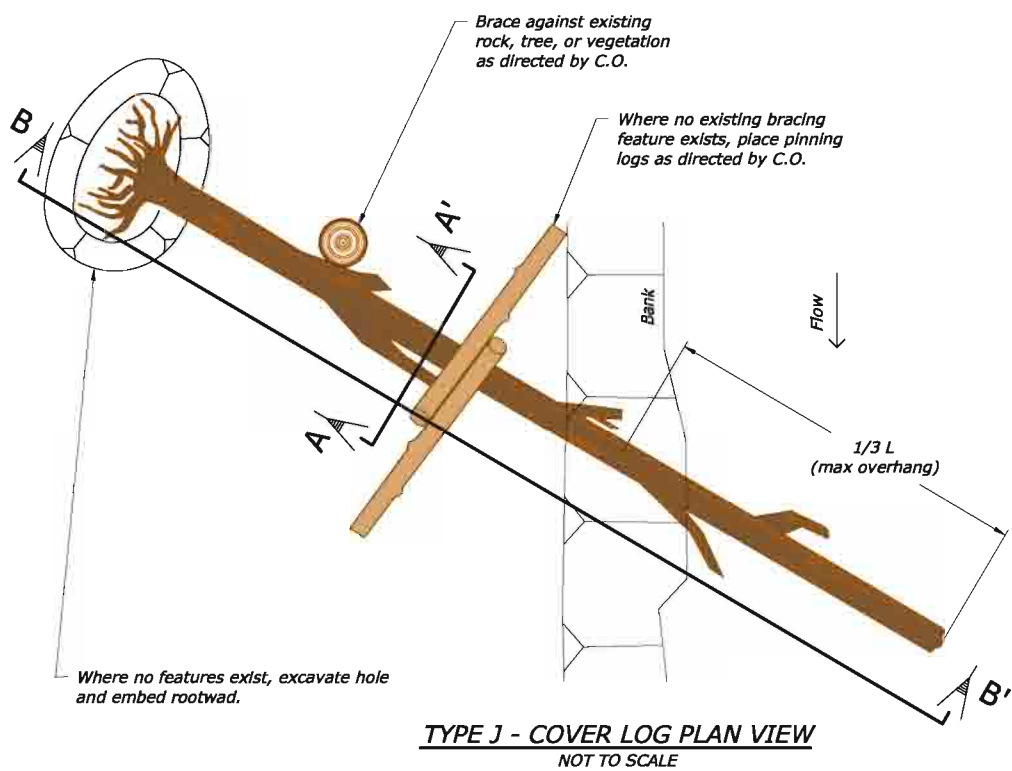 Brace against existing
rock, tree, or vegetation
as directed by C.O.
Where no existing bracing
feature exists, place pinning
logs as directed by C.O.
B
A'
Bank
Flow
A
1/3 L
(max overhang)
Where no features exist, excavate hole
and embed rootwad.
B'
TYPE J - COVER LOG PLAN VIEW
NOT TO SCALE